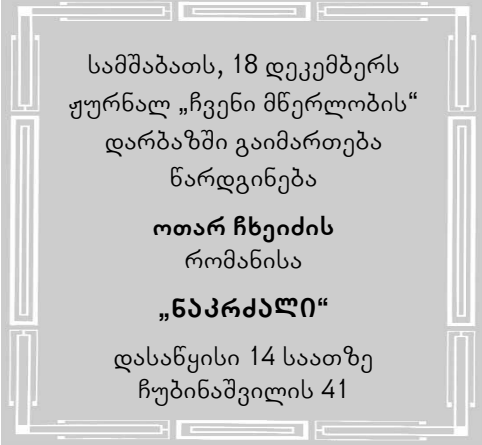 სამშაბათს, 18 დეკემბერს
ჟურნალ „ჩვენი მწერლობის“
დარბაზში გაიმართება
წარდგინება
ოთარ ჩხეიძის
რომანისა
„ნაკრძალი“
დასაწყისი 14 საათზე
ჩუბინაშვილის 41